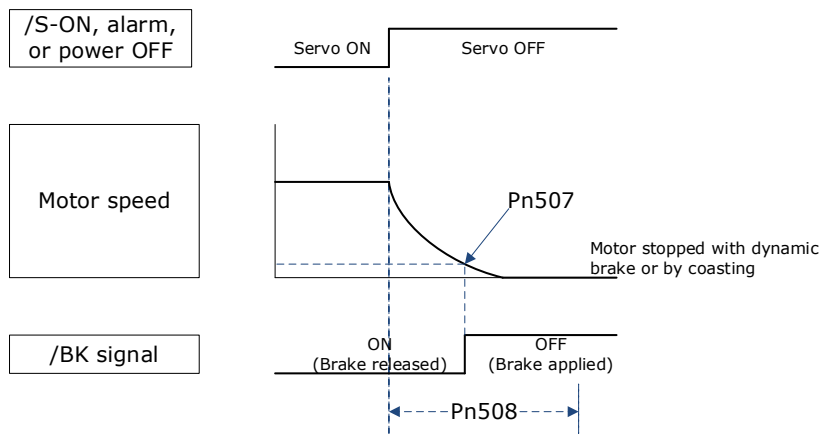 /S-ON, alarm,
or power OFF
Servo ON
Servo OFF
Motor speed
Pn507
Motor stopped with dynamic
brake or by coasting
/BK signal
ON
(Brake released)
OFF
(Brake applied)
Pn508